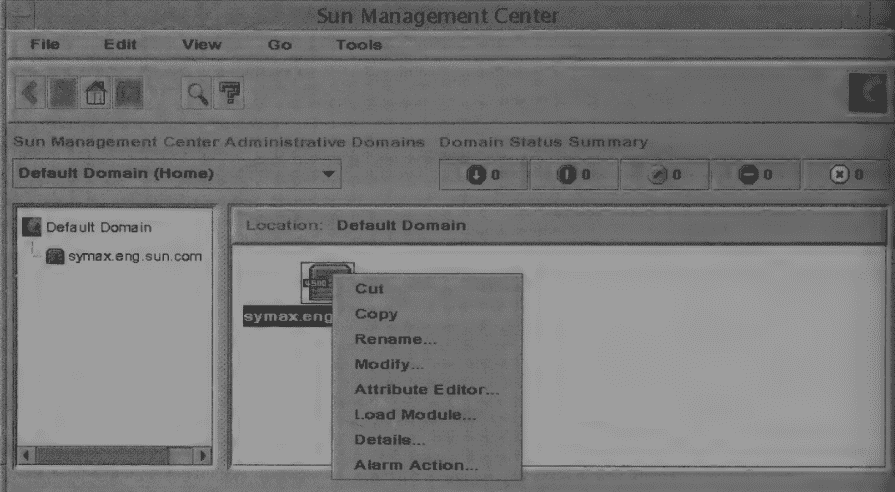 Sun Management Center
File Edit View Go Tools
Sun Management Center Administrative Domains Domain Status Summary
Default Domain (Home) 0 0 0 0 0
Default Domain
symax.eng.sun.com
Location: Default Domain
symax.eng
Cut
Copy
Rename...
Modify...
Attribute Editor...
Load Module...
Details...
Alarm Action...